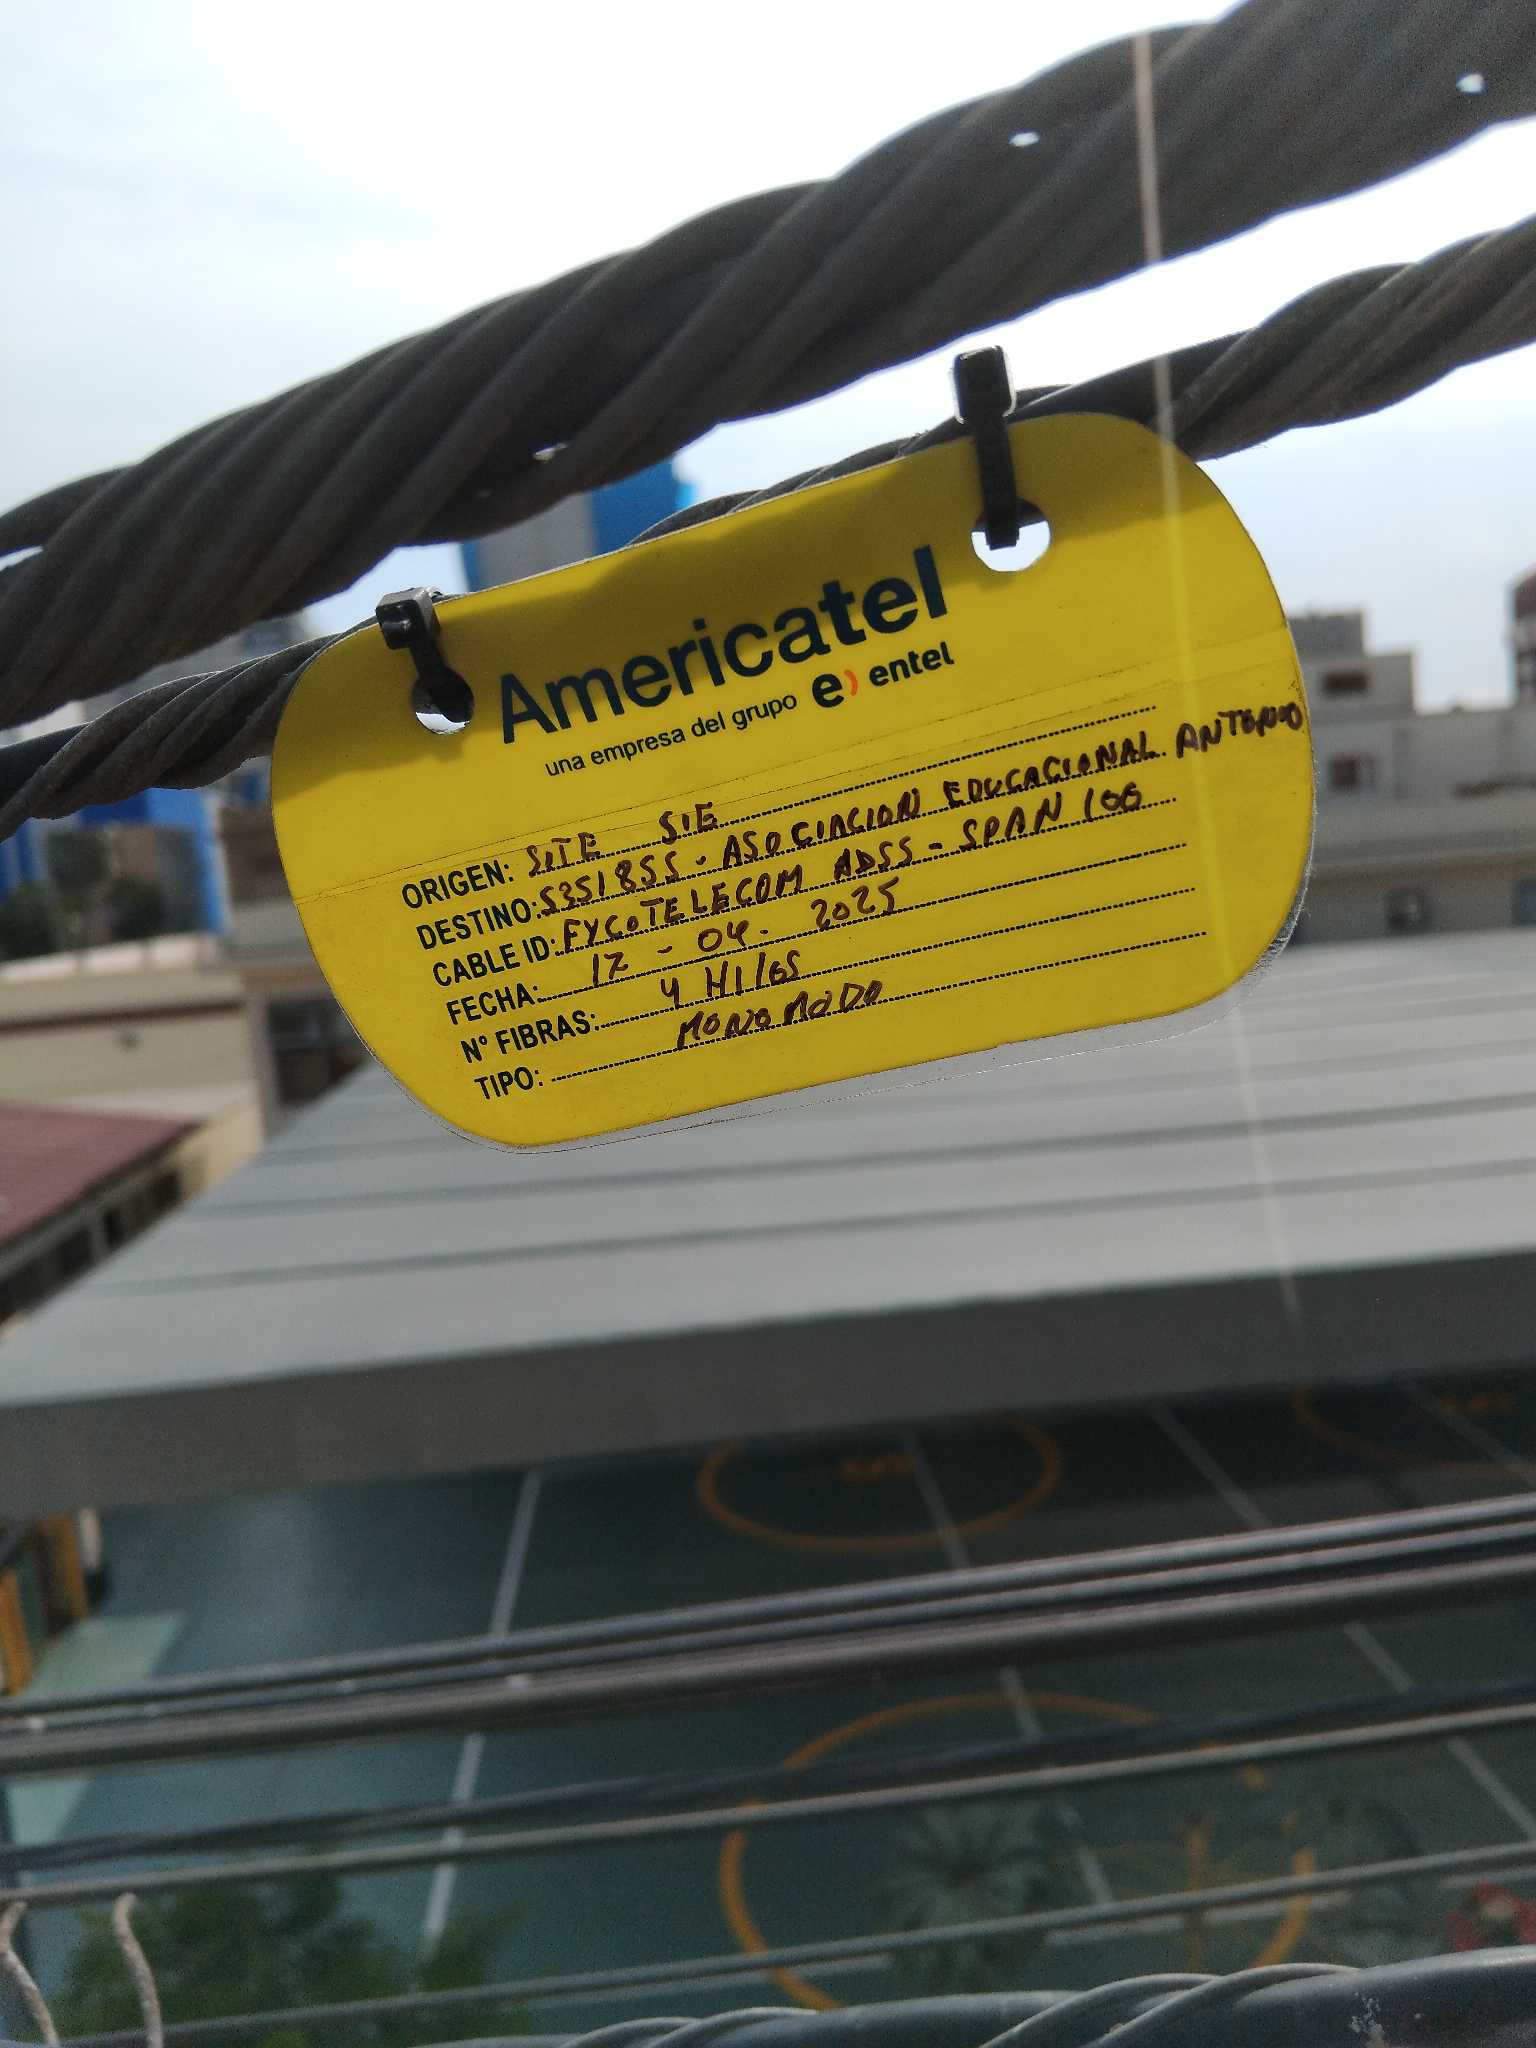 Americatel
una empresa del grupo e) entel
ORIGEN: SITE SIE
DESTINO: S351855 - ASOCIACION EDUCACIONAL ANTONIO
CABLE ID: FYCOTELECOM ADSS - SPAN 100
FECHA: 12 - 04. 2025
Nº FIBRAS: 4 HILOS
TIPO: MONOMODO